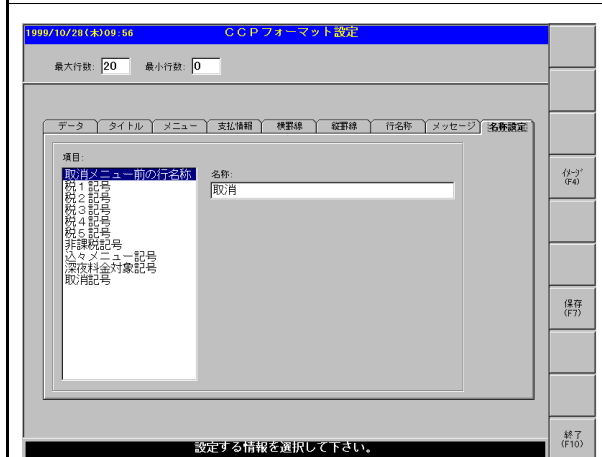 1999/10/28(木)09:56 CCPフォーマット設定
最大行数: 20 最小行数: 0
データ タイトル メニュー 支払情報 横罫線 縦罫線 行名称 メッセージ 名称設定
項目:
取消メニュー前の行名称
税1記号
税2記号
税3記号
税4記号
税5記号
非課税記号
込々メニュー記号
深夜料金対象記号
取消記号
名称:
取消
イメージ
(F4)
保存
(F7)
終了
(F10)
設定する情報を選択して下さい。